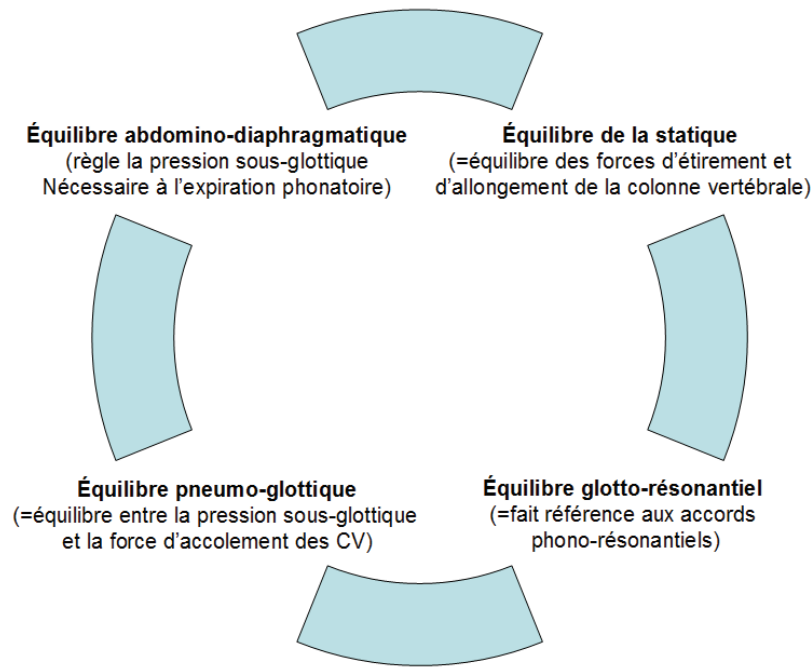 Équilibre abdomino-diaphragmatique
(règle la pression sous-glottique
Nécessaire à l'expiration phonatoire)
Équilibre de la statique
(=équilibre des forces d'étirement et
d'allongement de la colonne vertébrale)
Équilibre pneumo-glottique
(=équilibre entre la pression sous-glottique
et la force d'accolement des CV)
Équilibre glotto-résonantiel
(=fait référence aux accords
phono-résonantiels)